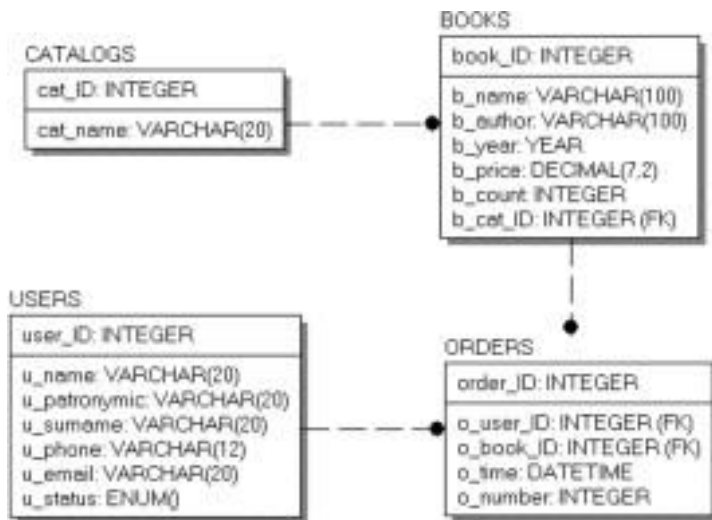 CATALOGS
cat_ID: INTEGER
cat_name: VARCHAR(20)
BOOKS
book_ID: INTEGER
b_name: VARCHAR(100)
b_author: VARCHAR(100)
b_year: YEAR
b_price: DECIMAL(7,2)
b_count: INTEGER
b_cat_ID: INTEGER (FK)
USERS
user_ID: INTEGER
u_name: VARCHAR(20)
u_patronymic: VARCHAR(20)
u_surname: VARCHAR(20)
u_phone: VARCHAR(12)
u_email: VARCHAR(20)
u_status: ENUM()
ORDERS
order_ID: INTEGER
o_user_ID: INTEGER (FK)
o_book_ID: INTEGER (FK)
o_time: DATETIME
o_number: INTEGER